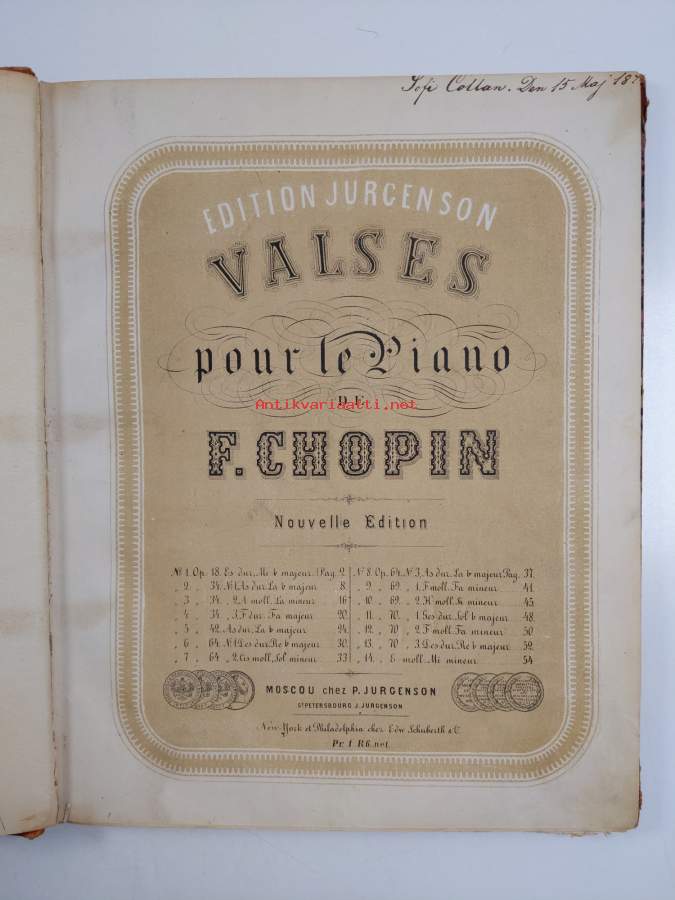 Sofi Collan. Den 15 Maj 187
EDITION JURGENSON
VALSES
pour le Piano
DE
Antikvariaatti.net
F. CHOPIN
Nouvelle Edition
№ 1. Op. 18. Es dur. Mi b majeur. Pag. 2.
„ 2. „ 34. № 1. As dur. La b majeur 8.
„ 3. „ 34. „ 2. A moll. La mineur 16.
„ 4. „ 34. „ 3. F dur. Fa majeur 20.
„ 5. „ 42. As dur. La b majeur 24.
„ 6. „ 64. № 1. Des dur. Re b majeur 30.
„ 7. „ 64. „ 2. Cis moll. Sol mineur 33.
№ 8. Op. 64. № 3. As dur. La b majeur Pag. 37.
„ 9. „ 69. „ 1. F moll. Fa mineur 41.
„ 10. „ 69. „ 2. H moll. Si mineur 45.
„ 11. „ 70. „ 1. Ges dur. Sol b majeur 48.
„ 12. „ 70. „ 2. F moll. Fa mineur 50.
„ 13. „ 70. „ 3. Des dur. Re b majeur 52.
„ 14. „ E moll. Mi mineur 54
MOSCOU chez P. JURGENSON
St PETERSBOURG J. JURGENSON
New-York et Philadelphia chez Edw. Schuberth & C.
Pr. 1 R6. net.